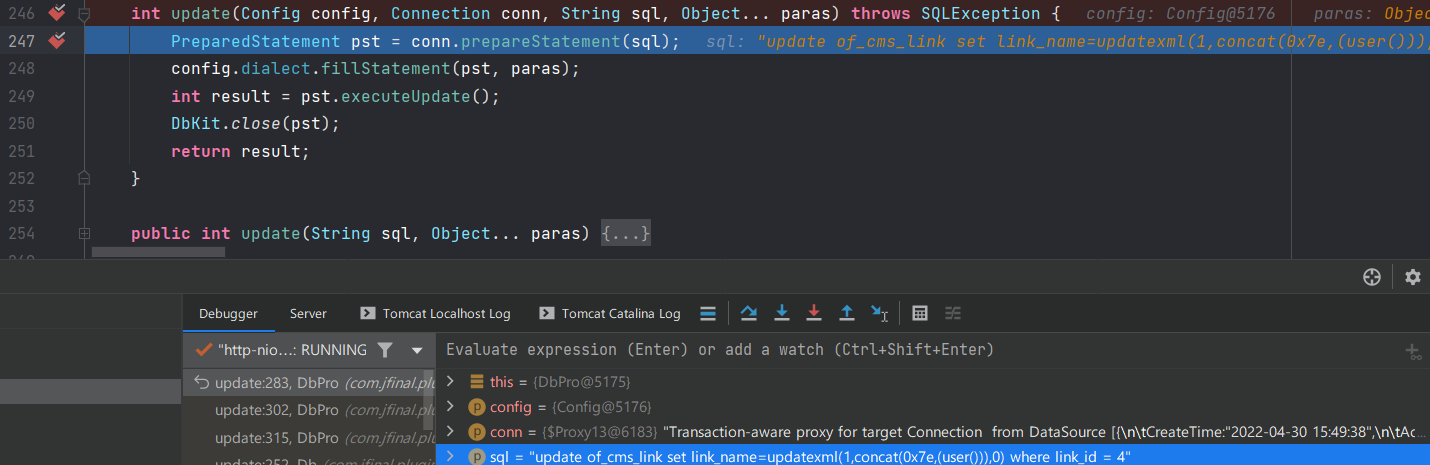 246 int update(Config config, Connection conn, String sql, Object... paras) throws SQLException { config: Config@5176 paras: Objec
247 PreparedStatement pst = conn.prepareStatement(sql); sql: "update of_cms_link set link_name=updatexml(1,concat(0x7e,(user())),
248 config.dialect.fillStatement(pst, paras);
249 int result = pst.executeUpdate();
250 DbKit.close(pst);
251 return result;
252 }
253
254 public int update(String sql, Object... paras) {...}
Debugger Server Tomcat Localhost Log Tomcat Catalina Log
"http-nio...: RUNNING Evaluate expression (Enter) or add a watch (Ctrl+Shift+Enter)
update:283, DbPro (com.jfinal.plu this = {DbPro@5175}
update:302, DbPro (com.jfinal.plu config = {Config@5176}
update:315, DbPro (com.jfinal.plu conn = {$Proxy13@6183} "Transaction-aware proxy for target Connection from DataSource [{\n\tCreateTime:"2022-04-30 15:49:38",\n\tAc...
update:252, Db (com.jfinal.plugin sql = "update of_cms_link set link_name=updatexml(1,concat(0x7e,(user())),0) where link_id = 4"